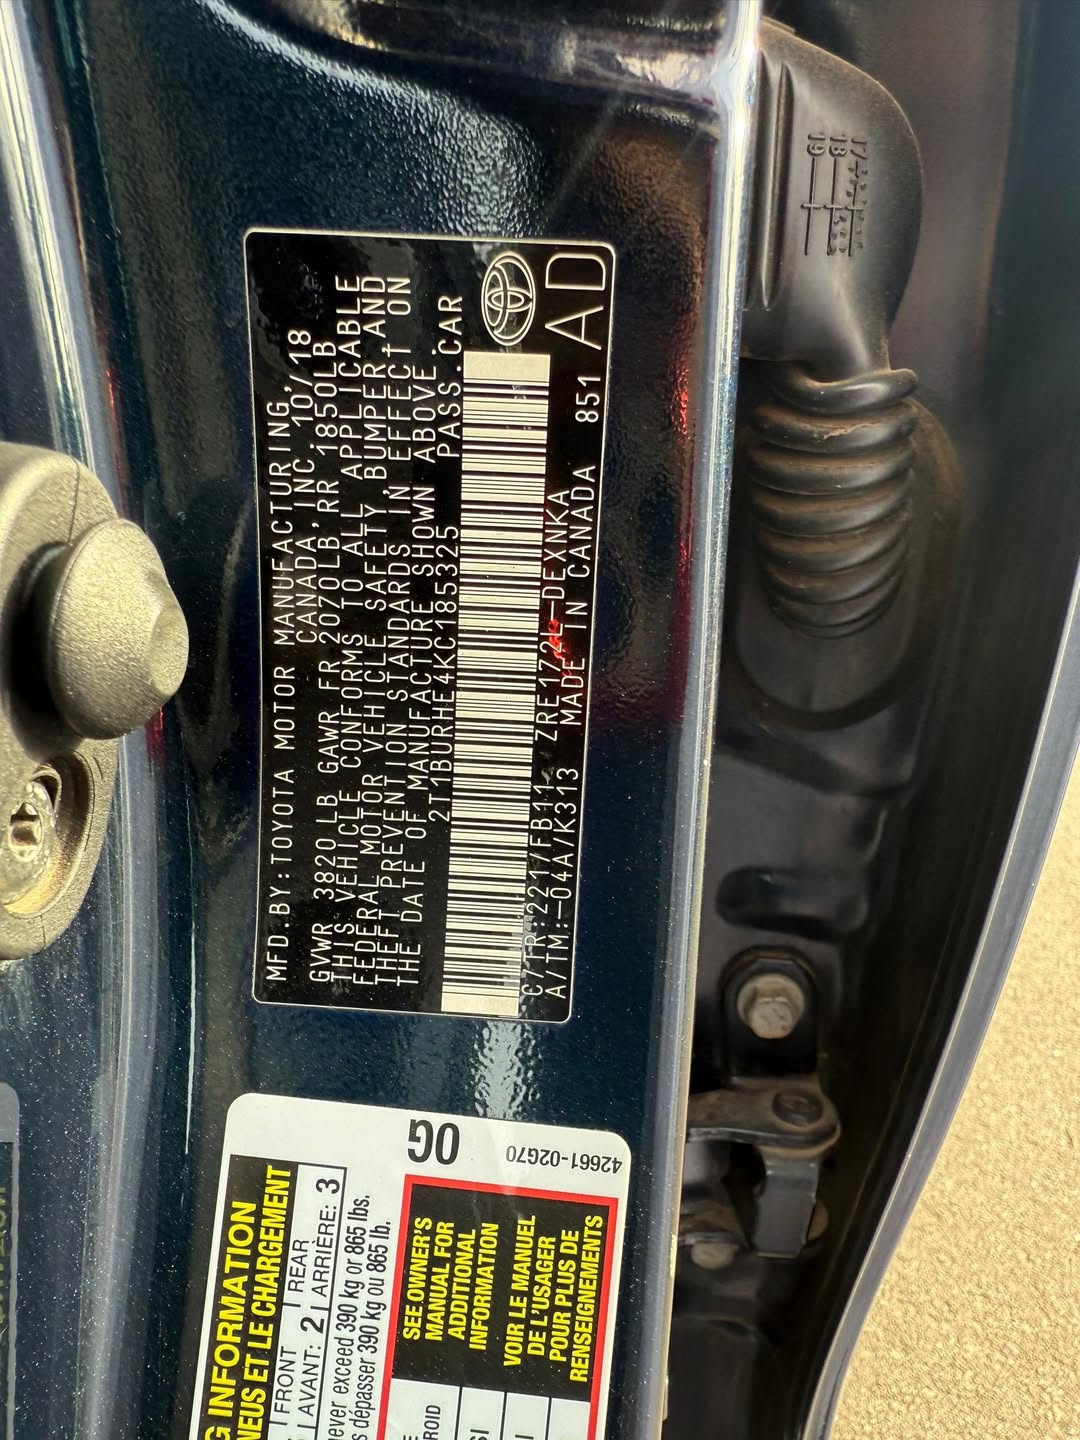 MFD. BY: TOYOTA MOTOR MANUFACTURING
CANADA, INC. 10/18
GVWR 3820LB GAWR FR 2070LB, RR 1850LB
THIS VEHICLE CONFORMS TO ALL APPLICABLE
FEDERAL MOTOR VEHICLE SAFETY, BUMPER, AND
THEFT PREVENTION STANDARDS IN EFFECT ON
THE DATE OF MANUFACTURE SHOWN ABOVE.
2T1BURHE4KC185325 PASS.CAR
C/TR: 221/FB11 ZRE172L-DEXNKA
A/TM: -04A/K313 MADE IN CANADA 851 AD
17
18
19
0G
42661-02G70
INFORMATION
ET LE CHARGEMENT
FRONT
AVANT: 2
REAR
ARRIÈRE: 3
never exceed 390 kg or 865 lbs.
dépasser 390 kg ou 865 lb.
SEE OWNER'S
MANUAL FOR
ADDITIONAL
INFORMATION
VOIR LE MANUEL
DE L'USAGER
POUR PLUS DE
RENSEIGNEMENTS